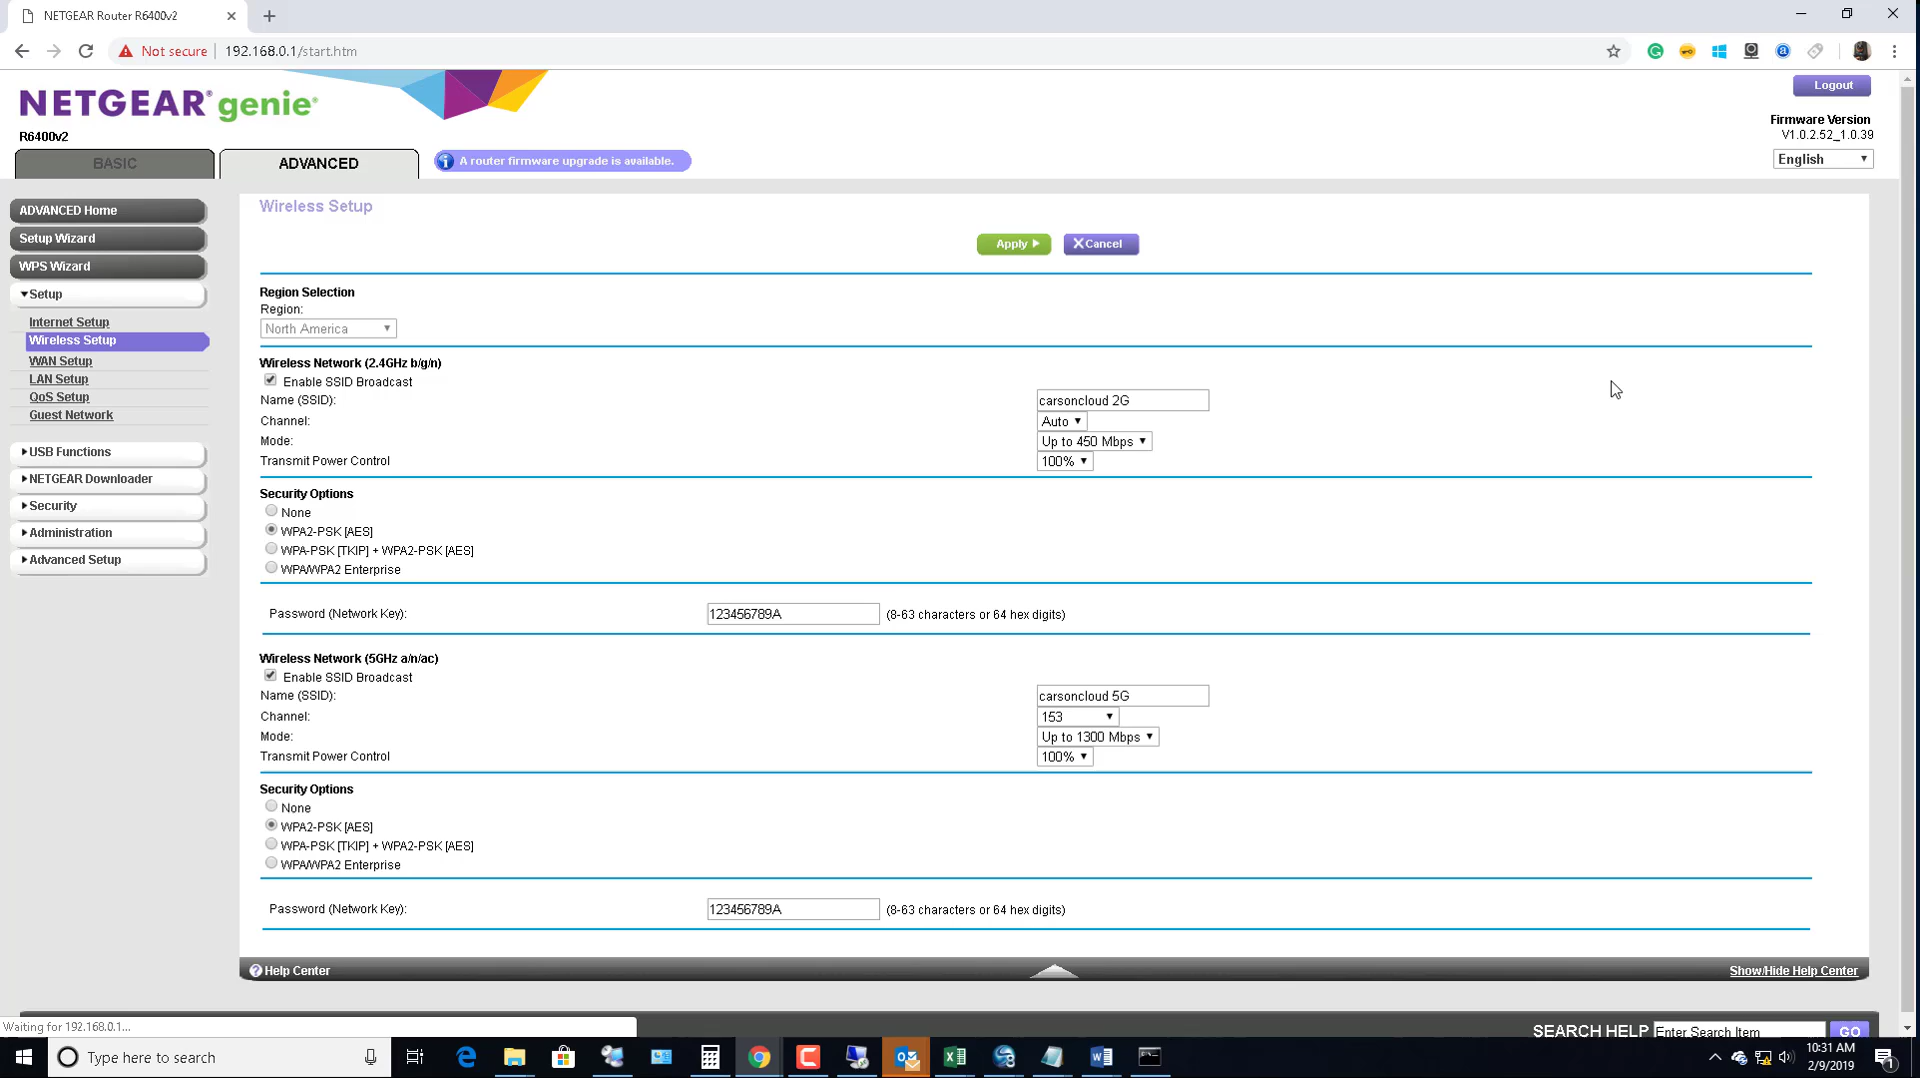 NETGEAR Router R6400v2
Not secure
192.168.0.1/start.htm
NETGEAR® genie®
R6400v2
Logout
Firmware Version
V1.0.2.52_1.0.39
BASIC
ADVANCED
A router firmware upgrade is available.
English
ADVANCED Home
Setup Wizard
WPS Wizard
Setup
Internet Setup
Wireless Setup
WAN Setup
LAN Setup
QoS Setup
Guest Network
USB Functions
NETGEAR Downloader
Security
Administration
Advanced Setup
Wireless Setup
Apply
Cancel
Region Selection
Region:
North America
Wireless Network (2.4GHz b/g/n)
Enable SSID Broadcast
Name (SSID): carsoncloud 2G
Channel: Auto
Mode: Up to 450 Mbps
Transmit Power Control 100%
Security Options
None
WPA2-PSK [AES]
WPA-PSK [TKIP] + WPA2-PSK [AES]
WPA/WPA2 Enterprise
Password (Network Key): 123456789A (8-63 characters or 64 hex digits)
Wireless Network (5GHz a/n/ac)
Enable SSID Broadcast
Name (SSID): carsoncloud 5G
Channel: 153
Mode: Up to 1300 Mbps
Transmit Power Control 100%
Security Options
None
WPA2-PSK [AES]
WPA-PSK [TKIP] + WPA2-PSK [AES]
WPA/WPA2 Enterprise
Password (Network Key): 123456789A (8-63 characters or 64 hex digits)
Help Center
Show/Hide Help Center
Waiting for 192.168.0.1...
SEARCH HELP Enter Search Item GO
Type here to search
10:31 AM
2/9/2019
1